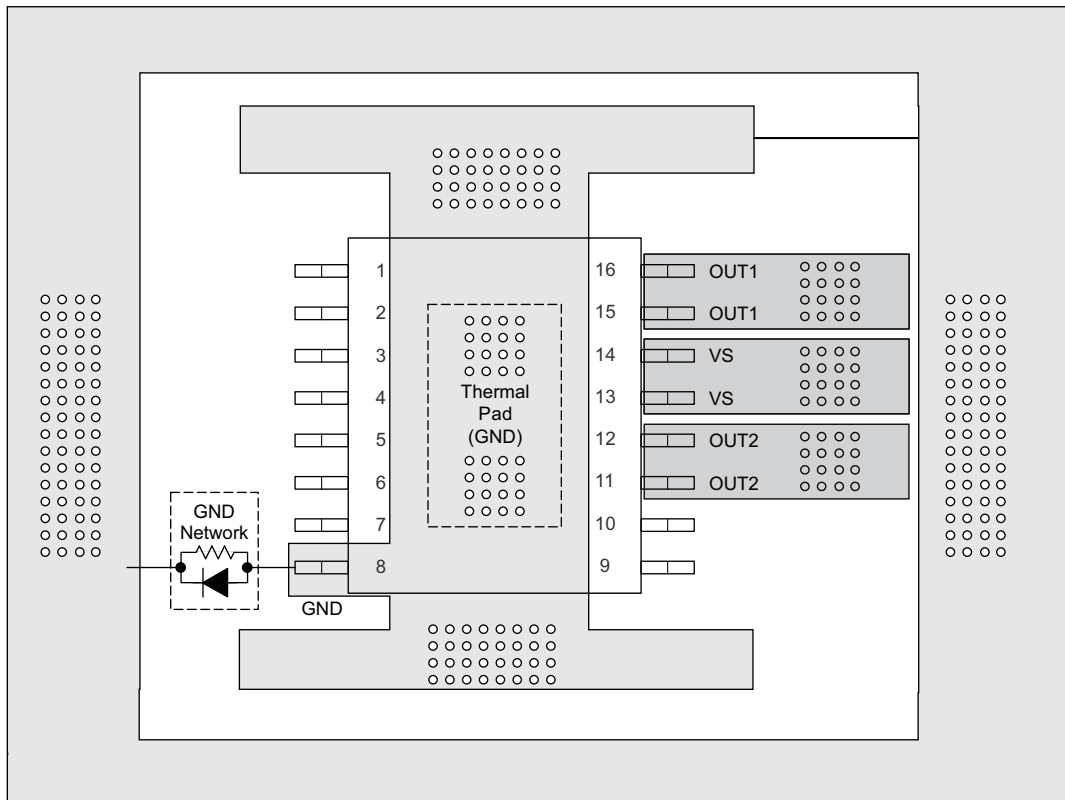 1
2
3
4
5
6
7
8
16
15
14
13
12
11
10
9
OUT1
OUT1
VS
VS
OUT2
OUT2
Thermal
Pad
(GND)
GND
Network
GND